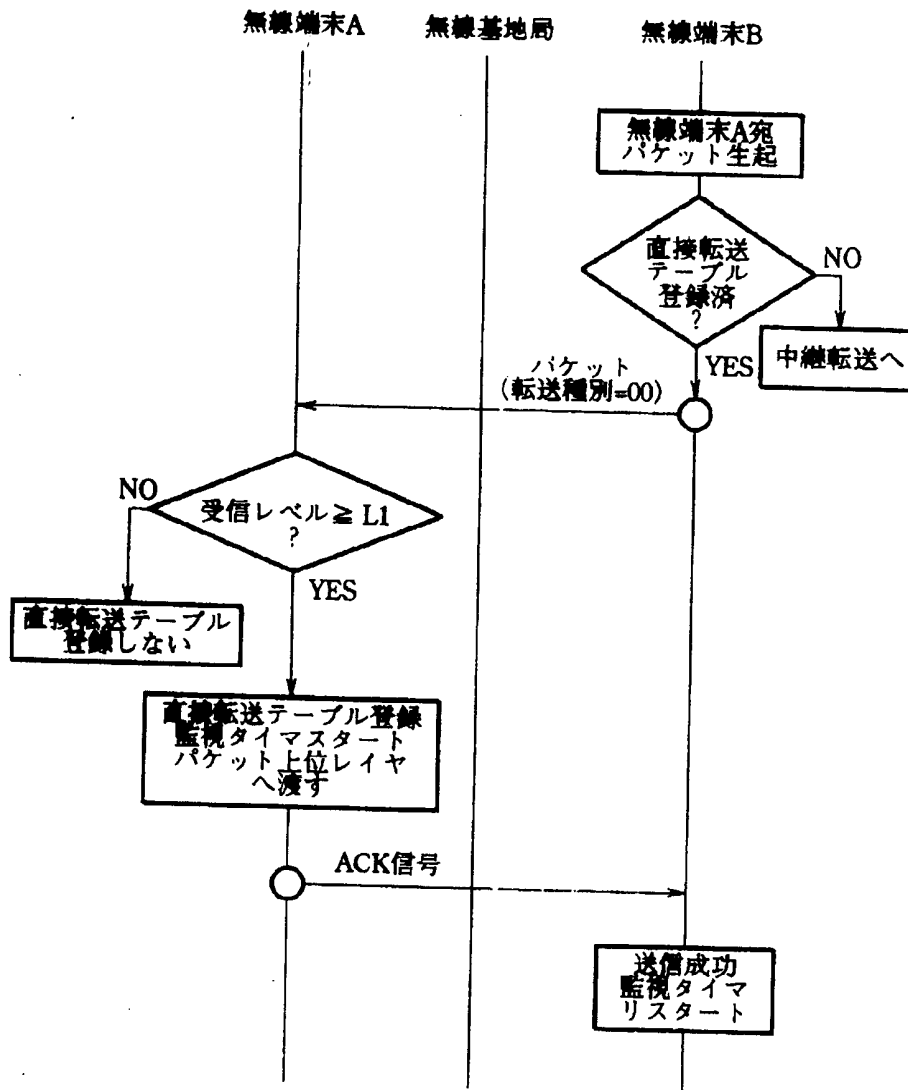 無線端末A 無線基地局 無線端末B
無線端末A宛
パケット生起
直接転送
テーブル
登録済
?
NO
中継転送へ
YES
パケット
(転送種別=00)
受信レベル≧L1
?
NO
YES
直接転送テーブル
登録しない
直接転送テーブル登録
監視タイマスタート
パケット上位レイヤ
へ渡す
ACK信号
送信成功
監視タイマ
リスタート